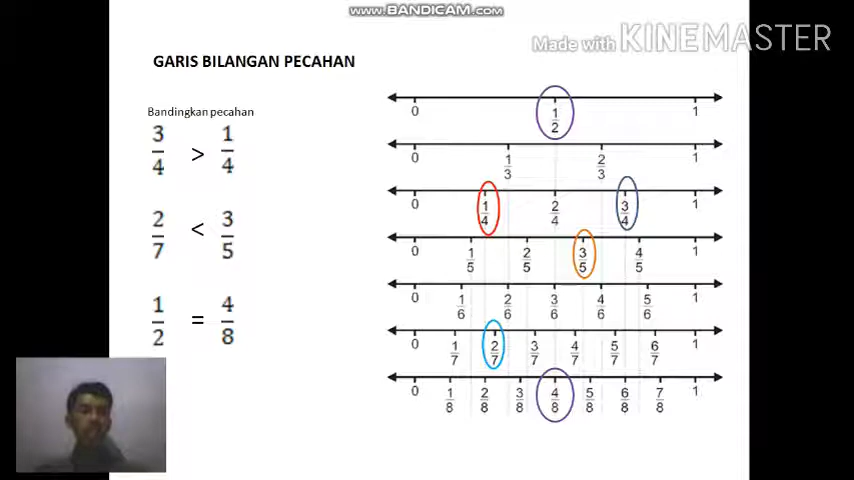 www.BANDICAM.com
Made with KINEMASTER
GARIS BILANGAN PECAHAN
Bandingkan pecahan
3/4 > 1/4
2/7 < 3/5
1/2 = 4/8
0 1/2 1
0 1/3 2/3 1
0 1/4 2/4 3/4 1
0 1/5 2/5 3/5 4/5 1
0 1/6 2/6 3/6 4/6 5/6 1
0 1/7 2/7 3/7 4/7 5/7 6/7 1
0 1/8 2/8 3/8 4/8 5/8 6/8 7/8 1